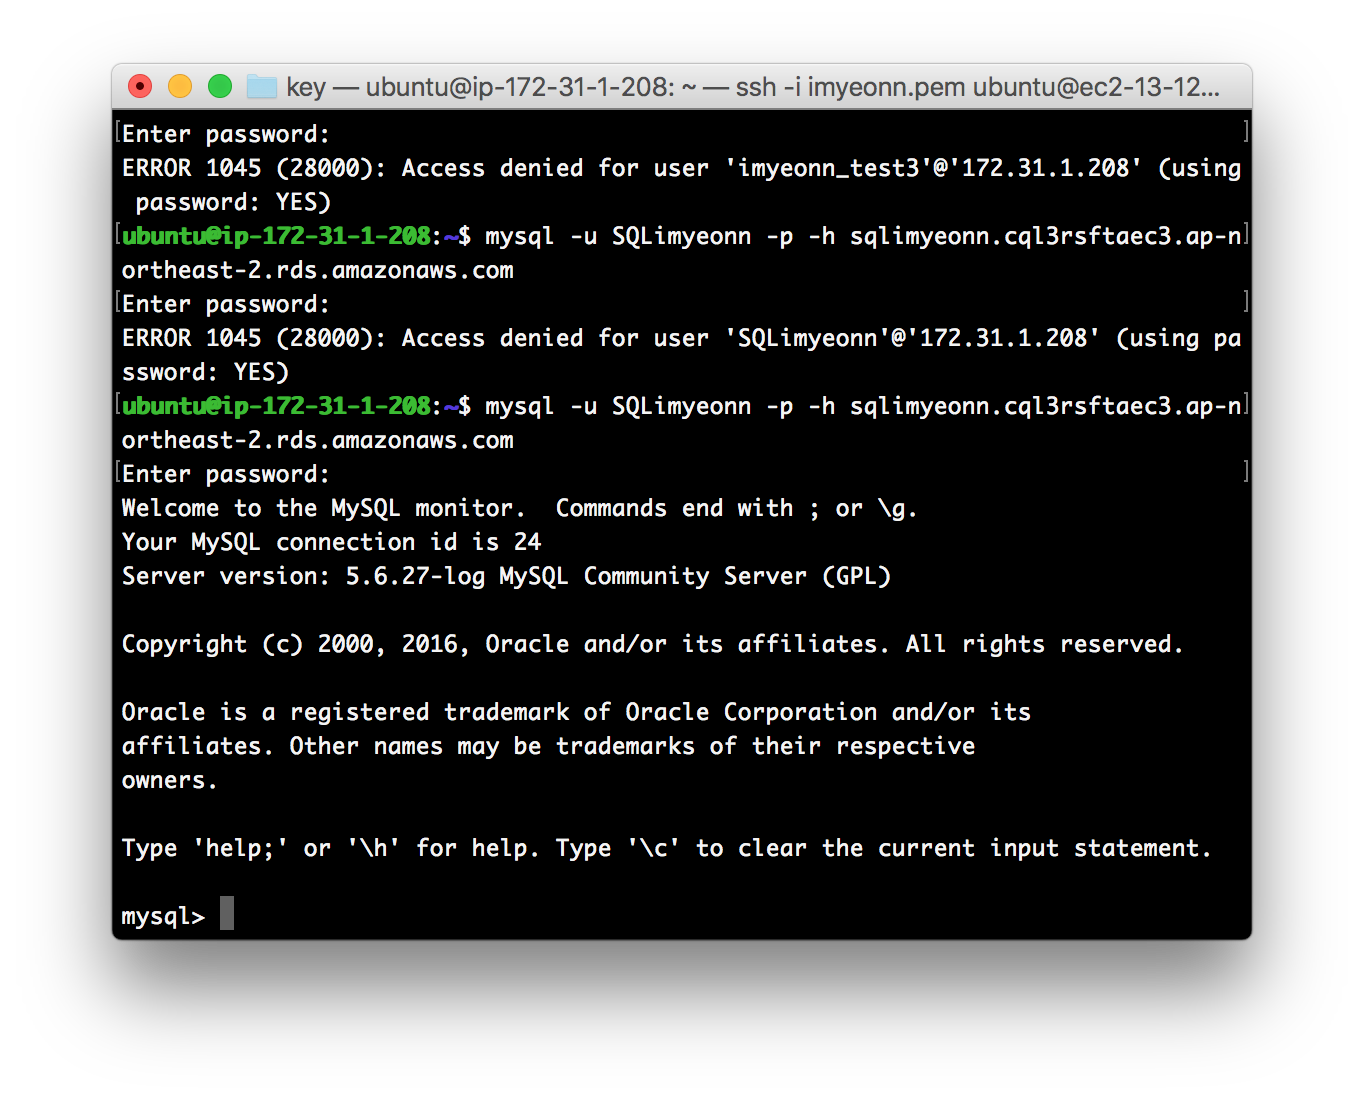 key — ubuntu@ip-172-31-1-208: ~ — ssh -i imyeonn.pem ubuntu@ec2-13-12...
Enter password:
ERROR 1045 (28000): Access denied for user 'imyeonn_test3'@'172.31.1.208' (using
 password: YES)
ubuntu@ip-172-31-1-208:~$ mysql -u SQLimyeonn -p -h sqlimyeonn.cql3rsftaec3.ap-n
ortheast-2.rds.amazonaws.com
Enter password:
ERROR 1045 (28000): Access denied for user 'SQLimyeonn'@'172.31.1.208' (using pa
ssword: YES)
ubuntu@ip-172-31-1-208:~$ mysql -u SQLimyeonn -p -h sqlimyeonn.cql3rsftaec3.ap-n
ortheast-2.rds.amazonaws.com
Enter password:
Welcome to the MySQL monitor.  Commands end with ; or \g.
Your MySQL connection id is 24
Server version: 5.6.27-log MySQL Community Server (GPL)
Copyright (c) 2000, 2016, Oracle and/or its affiliates. All rights reserved.
Oracle is a registered trademark of Oracle Corporation and/or its
affiliates. Other names may be trademarks of their respective
owners.
Type 'help;' or '\h' for help. Type '\c' to clear the current input statement.
mysql>